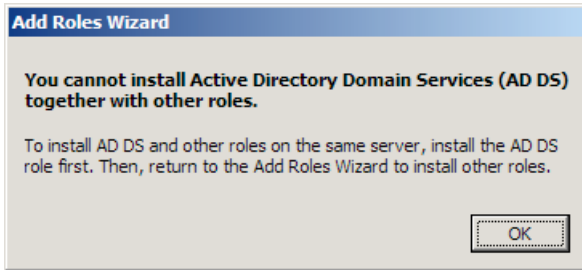 Add Roles Wizard
You cannot install Active Directory Domain Services (AD DS)
together with other roles.
To install AD DS and other roles on the same server, install the AD DS
role first. Then, return to the Add Roles Wizard to install other roles.
OK